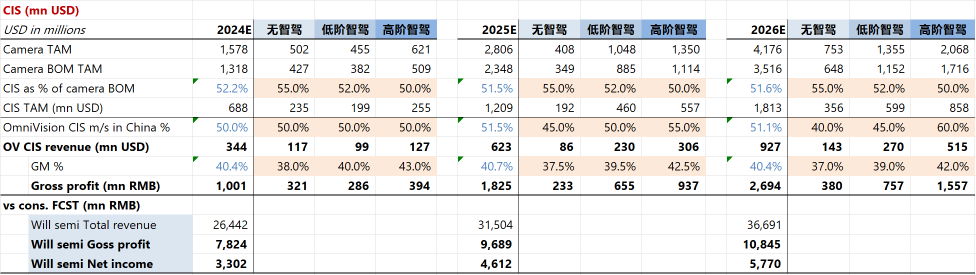 CIS (mn USD)
USD in millions 2024E 无智驾 低阶智驾 高阶智驾 2025E 无智驾 低阶智驾 高阶智驾 2026E 无智驾 低阶智驾 高阶智驾
Camera TAM 1,578 502 455 621 2,806 408 1,048 1,350 4,176 753 1,355 2,068
Camera BOM TAM 1,318 427 382 509 2,348 349 885 1,114 3,516 648 1,152 1,716
CIS as % of camera BOM 52.2% 55.0% 52.0% 50.0% 51.5% 55.0% 52.0% 50.0% 51.6% 55.0% 52.0% 50.0%
CIS TAM (mn USD) 688 235 199 255 1,209 192 460 557 1,813 356 599 858
OmniVision CIS m/s in China % 50.0% 50.0% 50.0% 50.0% 51.5% 45.0% 50.0% 55.0% 51.1% 40.0% 45.0% 60.0%
OV CIS revenue (mn USD) 344 117 99 127 623 86 230 306 927 143 270 515
GM % 40.4% 38.0% 40.0% 43.0% 40.7% 37.5% 39.5% 42.5% 40.4% 37.0% 39.0% 42.0%
Gross profit (mn RMB) 1,001 321 286 394 1,825 233 655 937 2,694 380 757 1,557
vs cons. FCST (mn RMB)
Will semi Total revenue 26,442 31,504 36,691
Will semi Goss profit 7,824 9,689 10,845
Will semi Net income 3,302 4,612 5,770